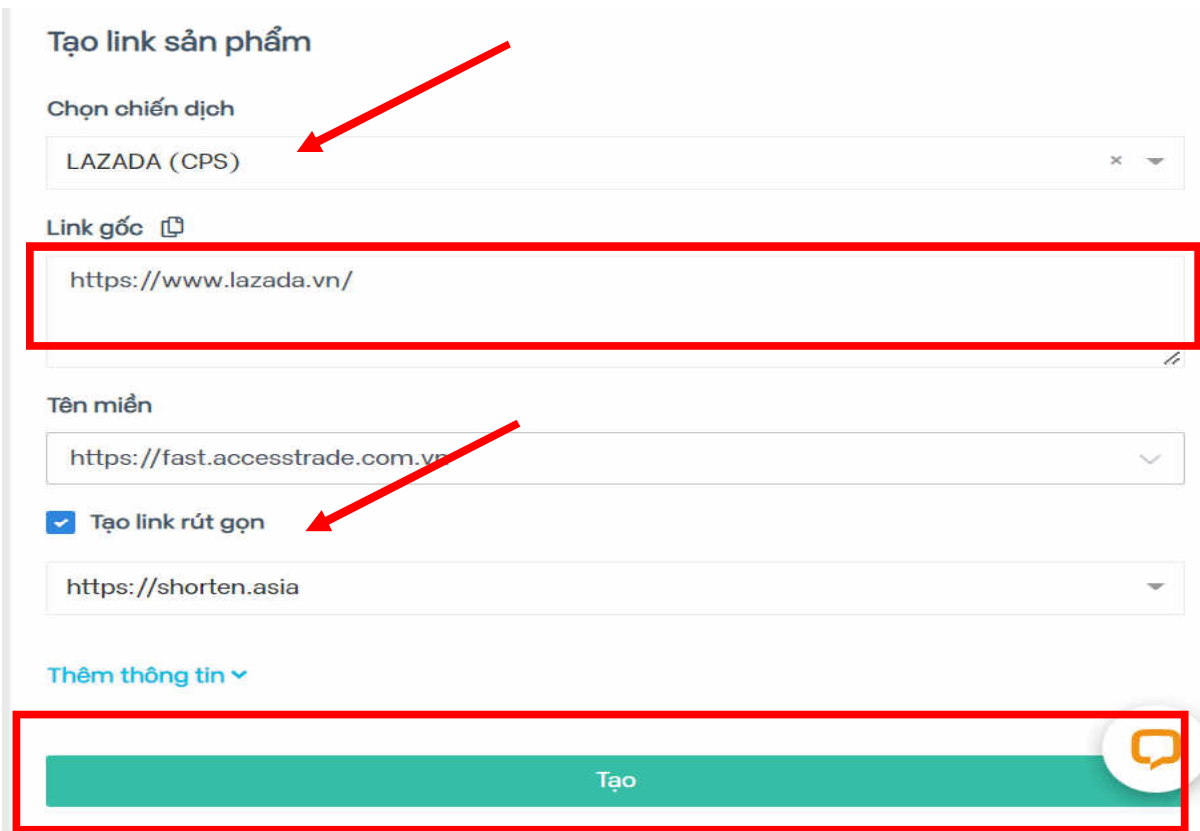 Tạo link sản phẩm
Chọn chiến dịch
LAZADA (CPS)
Link gốc
https://www.lazada.vn/
Tên miền
https://fast.accesstrade.com.vn
Tạo link rút gọn
https://shorten.asia
Thêm thông tin
Tạo